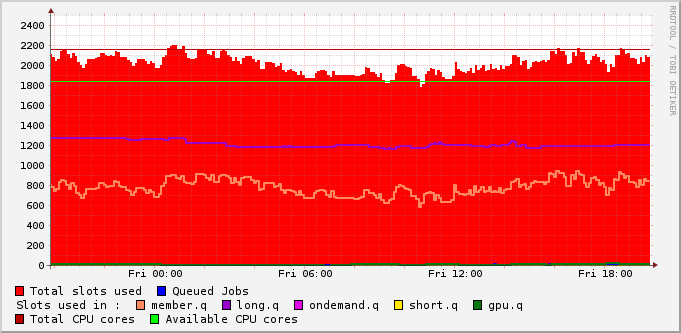 RRDTOOL / TOBI OETIKER
2400
2200
2000
1800
1600
1400
1200
1000
800
600
400
200
0
Fri 00:00 Fri 06:00 Fri 12:00 Fri 18:00
Total slots used Queued Jobs
Slots used in : member.q long.q ondemand.q short.q gpu.q
Total CPU cores Available CPU cores